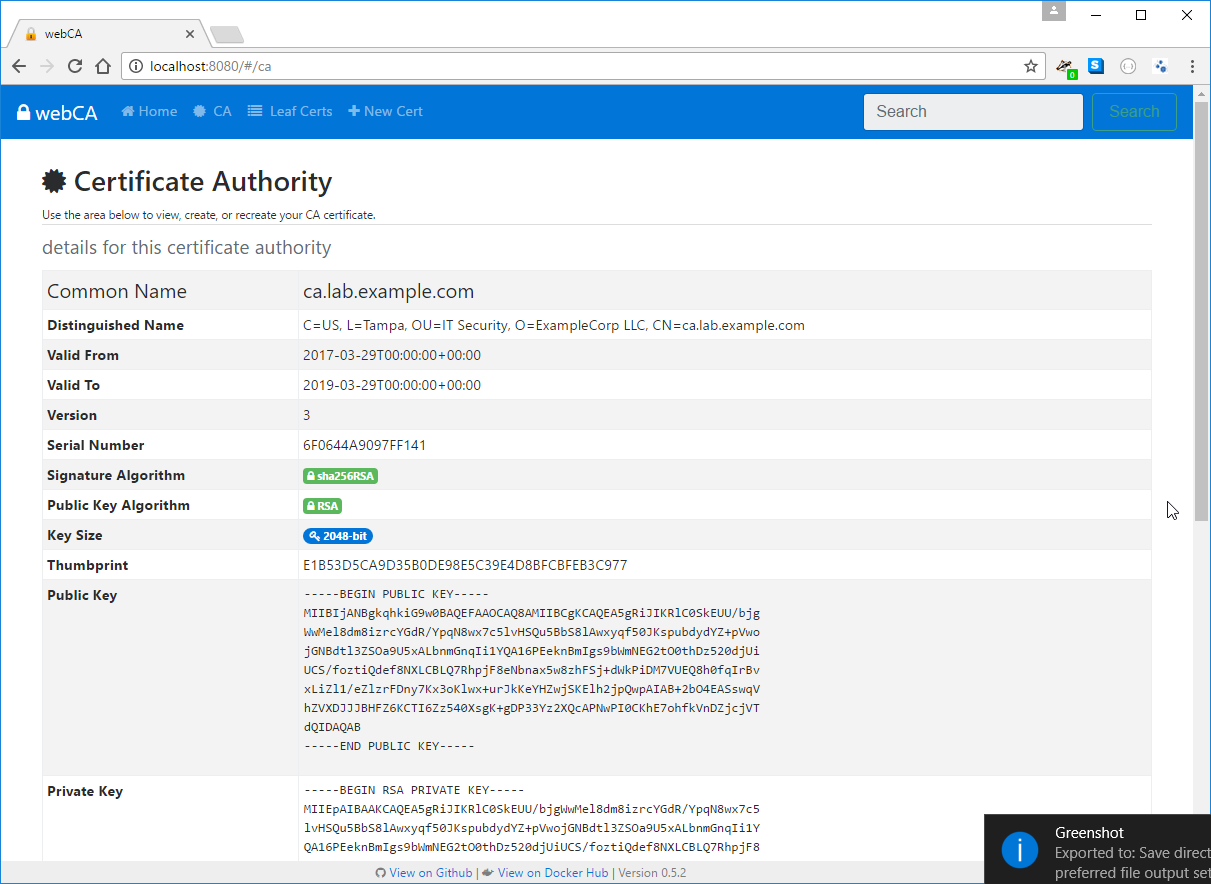 webCA
localhost:8080/#/ca
0
S
webCA Home CA Leaf Certs New Cert Search Search
Certificate Authority
Use the area below to view, create, or recreate your CA certificate.
details for this certificate authority
Common Name ca.lab.example.com
Distinguished Name C=US, L=Tampa, OU=IT Security, O=ExampleCorp LLC, CN=ca.lab.example.com
Valid From 2017-03-29T00:00:00+00:00
Valid To 2019-03-29T00:00:00+00:00
Version 3
Serial Number 6F0644A9097FF141
Signature Algorithm sha256RSA
Public Key Algorithm RSA
Key Size 2048-bit
Thumbprint E1B53D5CA9D35B0DE98E5C39E4D8BFCBFEB3C977
Public Key -----BEGIN PUBLIC KEY-----
MIIBIjANBgkqhkiG9w0BAQEFAAOCAQ8AMIIBCgKCAQEA5gRiJIKRlC0SkEUU/bjg
WwMel8dm8izrcYGdR/YpqN8wx7c5lvHSQu5BbS8lAwxyqf50JKspubdydYZ+pVwo
jGNBdtl3ZSOa9U5xALbnmGnqIi1YQA16PEeknBmIgs9bWmNEG2tO0thDz520djUi
UCS/foztiQdef8NXLCBLQ7RhpjF8eNbnax5w8zhFSj+dWkPiDM7VUEQ8h0fqIrBv
xLiZl1/eZlzrFDny7Kx3oKlwx+urJkKeYHZwjSKElh2jpQwpAIAB+2bO4EASswqV
hZVXDJJJBHFZ6KCTI6Zz540XsgK+gDP33Yz2XQcAPNwPI0CKhE7ohfkVnDZjcjVT
dQIDAQAB
-----END PUBLIC KEY-----
Private Key -----BEGIN RSA PRIVATE KEY-----
MIIEpAIBAAKCAQEA5gRiJIKRlC0SkEUU/bjgWwMel8dm8izrcYGdR/YpqN8wx7c5
lvHSQu5BbS8lAwxyqf50JKspubdydYZ+pVwojGNBdtl3ZSOa9U5xALbnmGnqIi1Y
QA16PEeknBmIgs9bWmNEG2tO0thDz520djUiUCS/foztiQdef8NXLCBLQ7RhpjF8
View on Github | View on Docker Hub | Version 0.5.2
Greenshot
Exported to: Save direct
preferred file output set